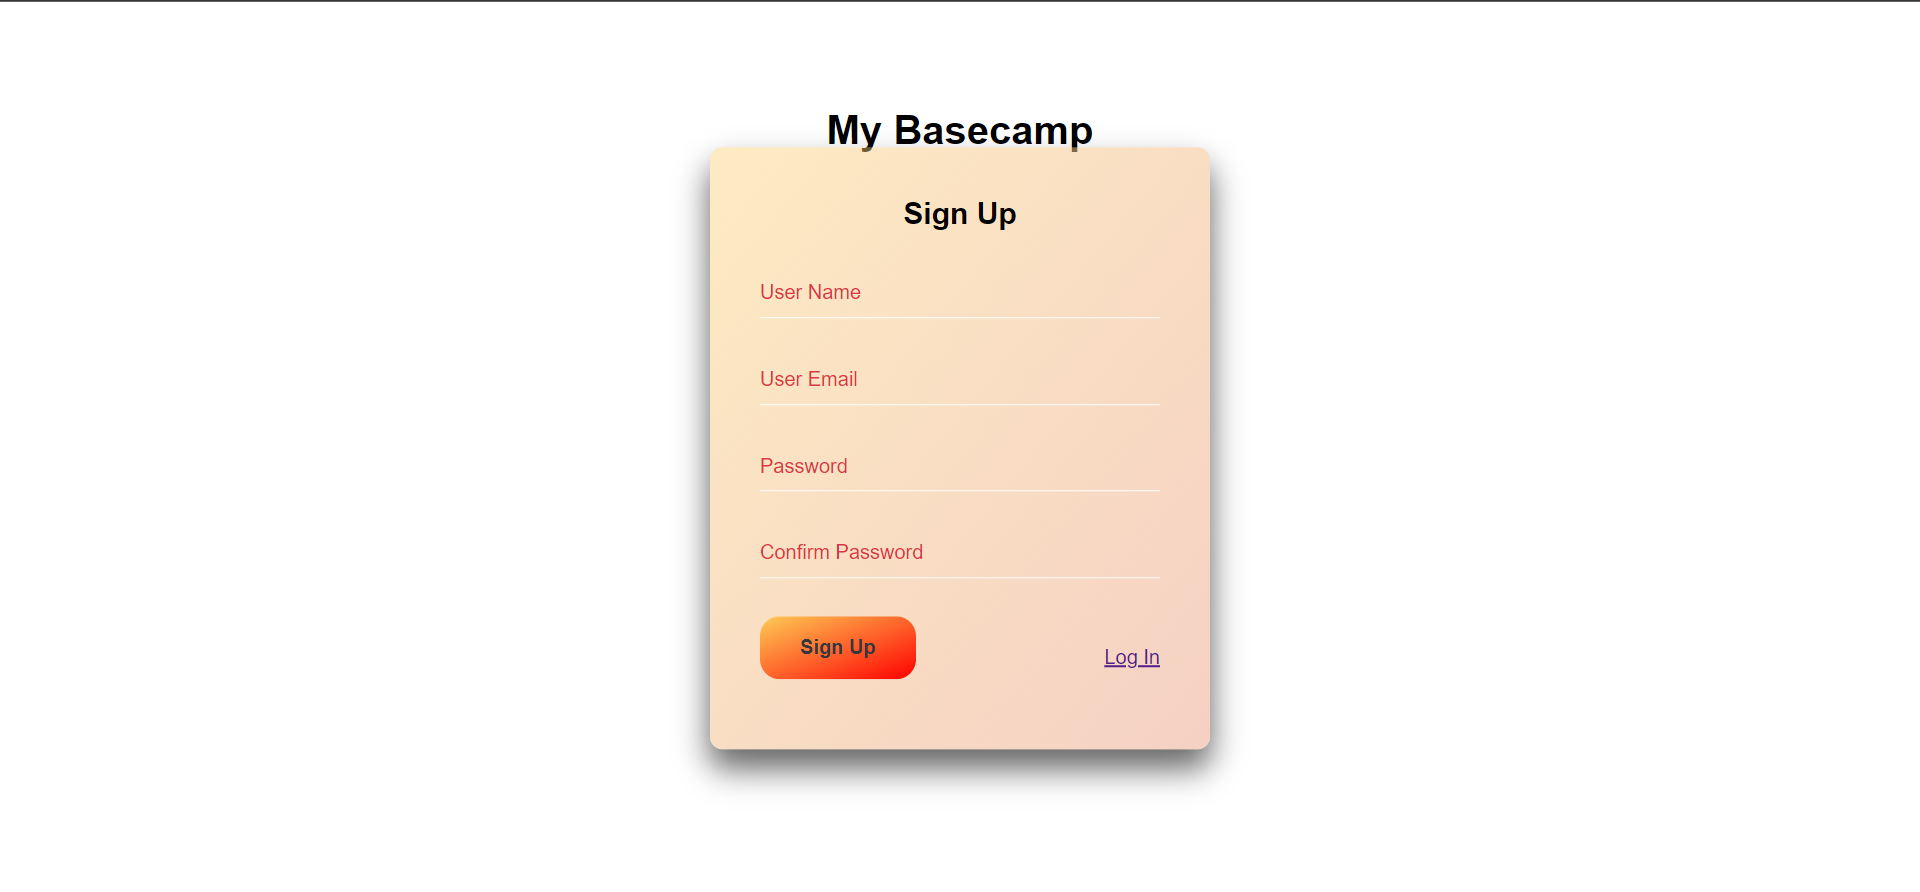 My Basecamp
Sign Up
User Name
User Email
Password
Confirm Password
Sign Up
Log In